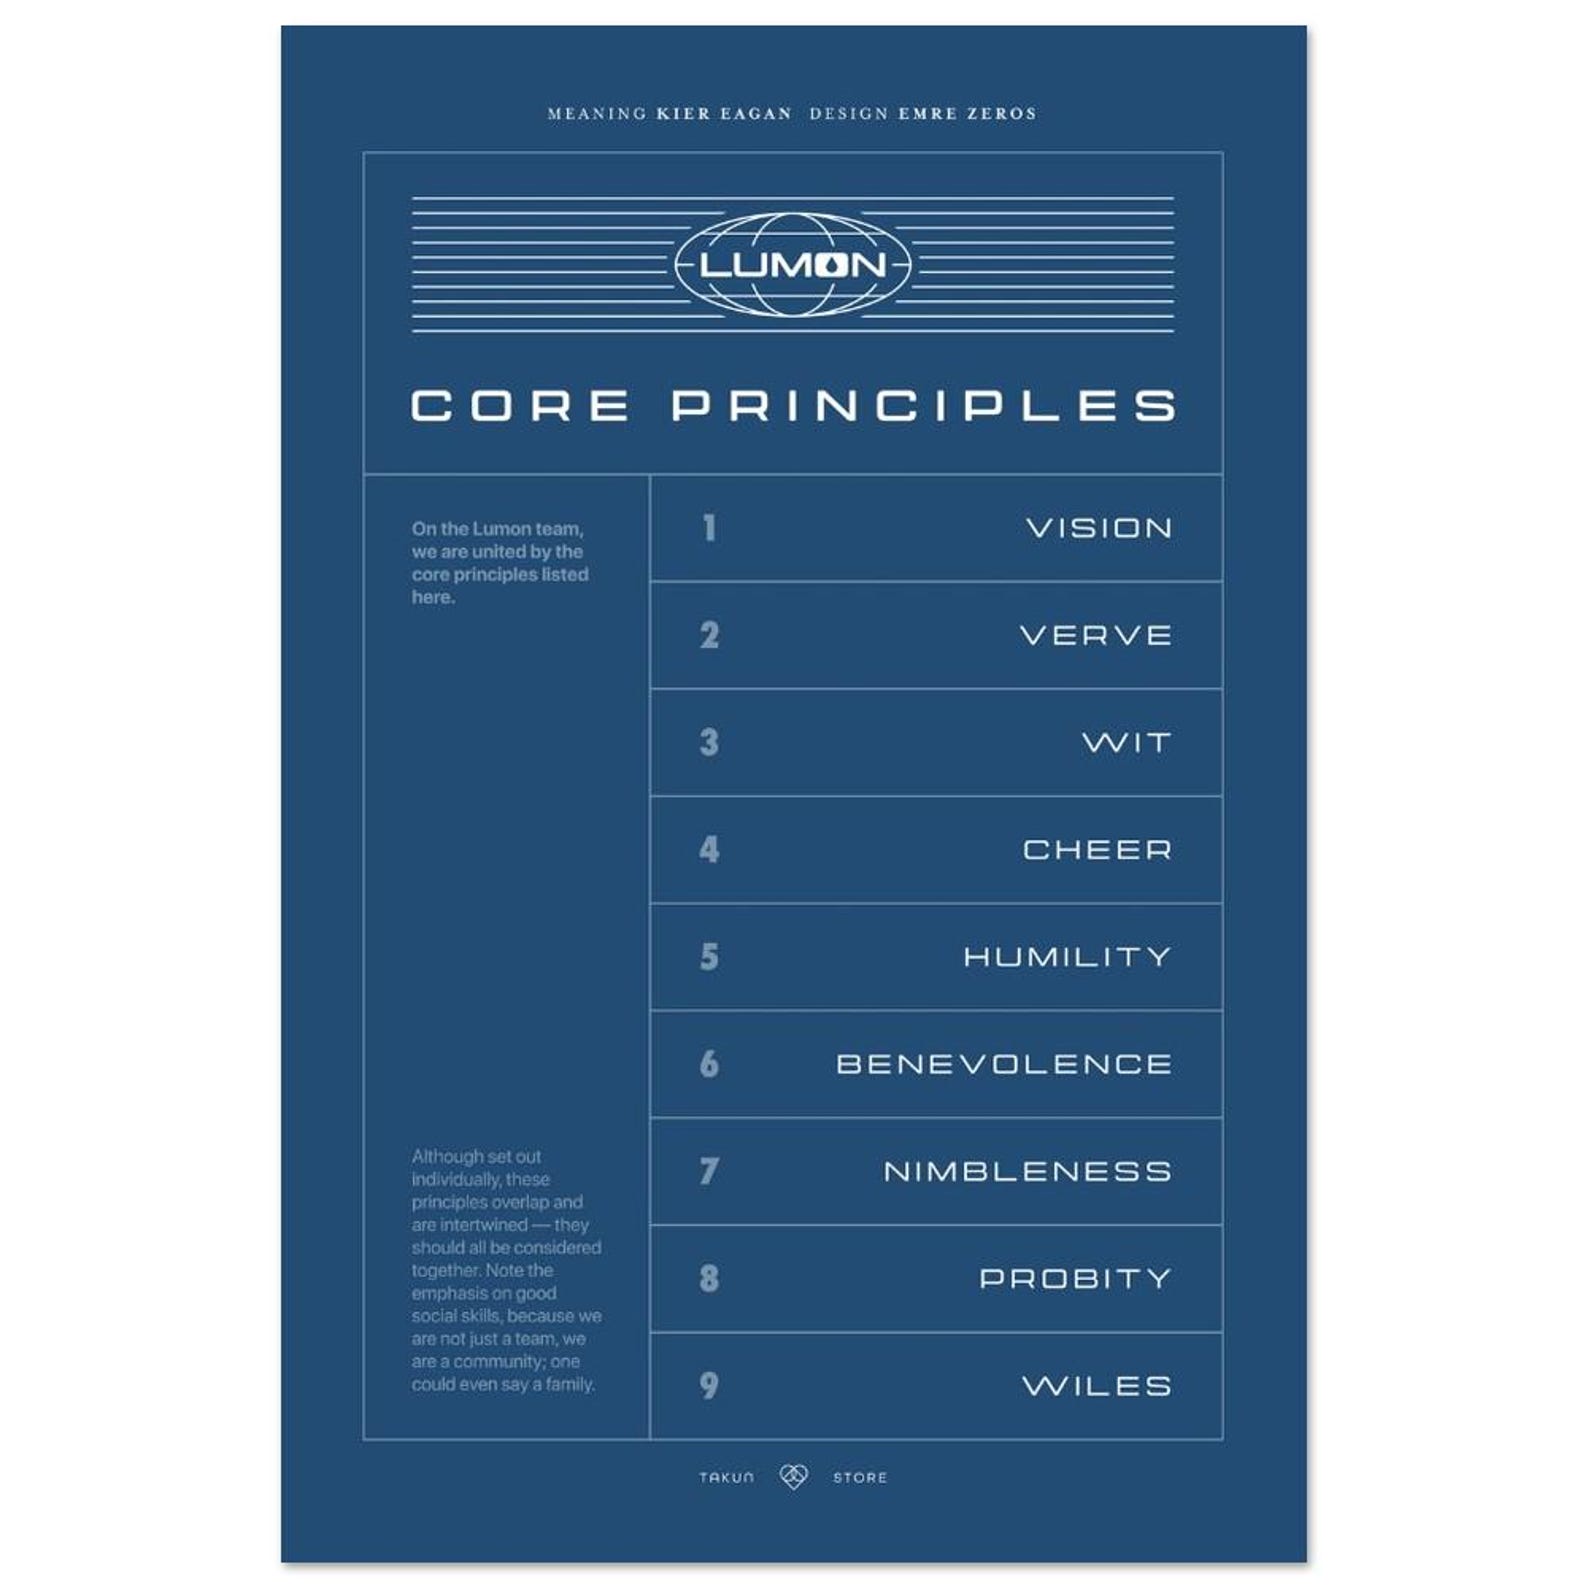 MEANING KIER EAGAN DESIGN EMRE ZEROS
LUMON
CORE PRINCIPLES
On the Lumon team,
we are united by the
core principles listed
here.
Although set out
individually, these
principles overlap and
are intertwined — they
should all be considered
together. Note the
emphasis on good
social skills, because we
are not just a team, we
are a community; one
could even say a family.
1 VISION
2 VERVE
3 WIT
4 CHEER
5 HUMILITY
6 BENEVOLENCE
7 NIMBLENESS
8 PROBITY
9 WILES
TAKUN STORE